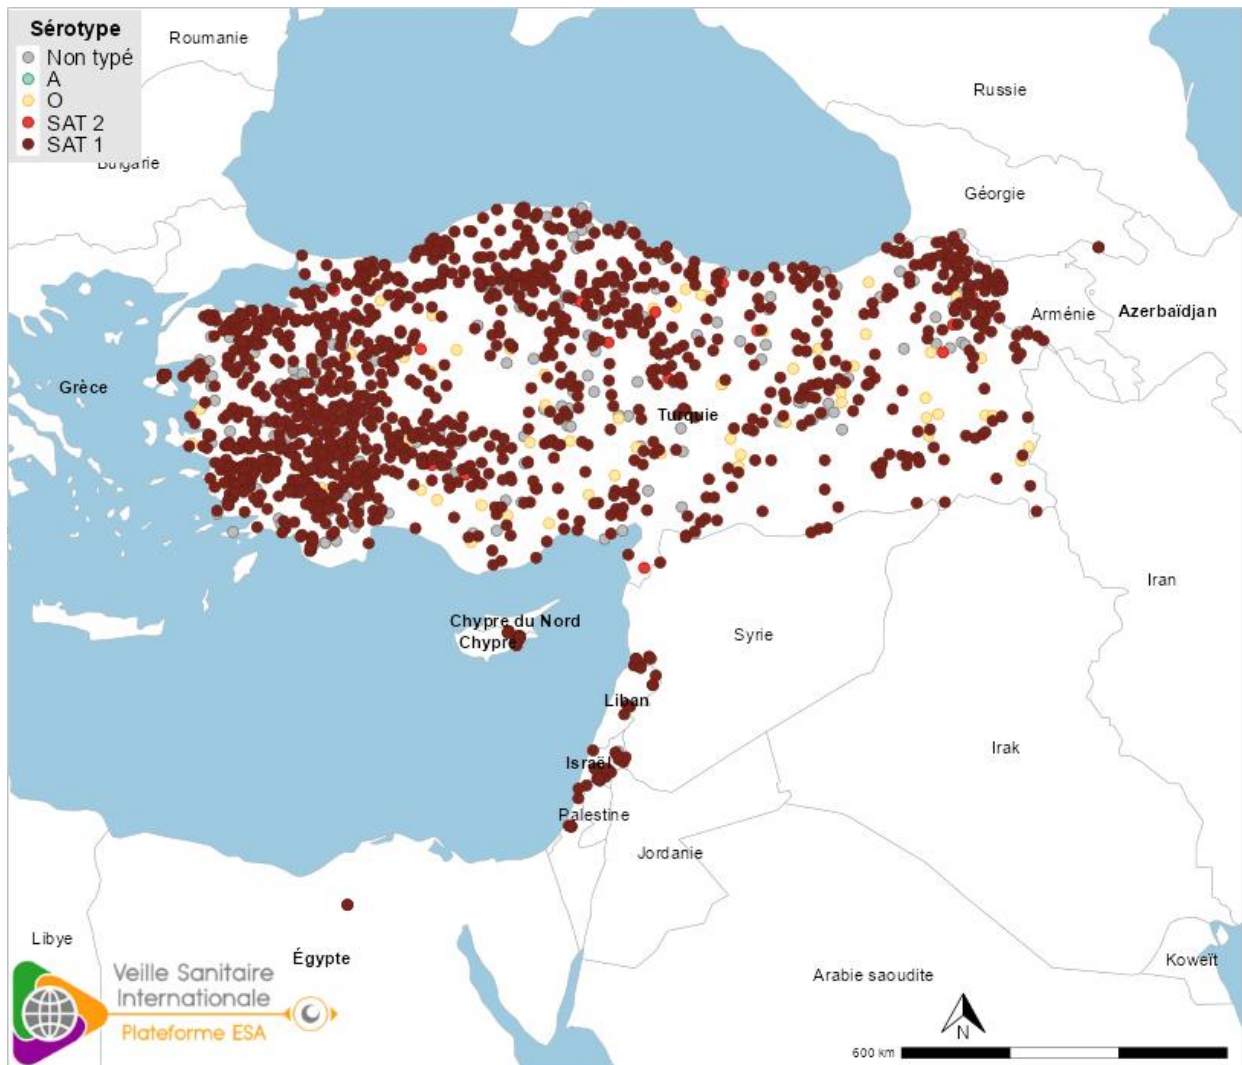 Sérotype
Non typé
A
O
SAT 2
SAT 1
Roumanie
Russie
Bulgarie
Géorgie
Arménie
Azerbaïdjan
Grèce
Turquie
Iran
Chypre du Nord
Chypre
Syrie
Liban
Irak
Israël
Palestine
Jordanie
Libye
Égypte
Koweït
Arabie saoudite
Veille Sanitaire
Internationale
Plateforme ESA
N
600 km